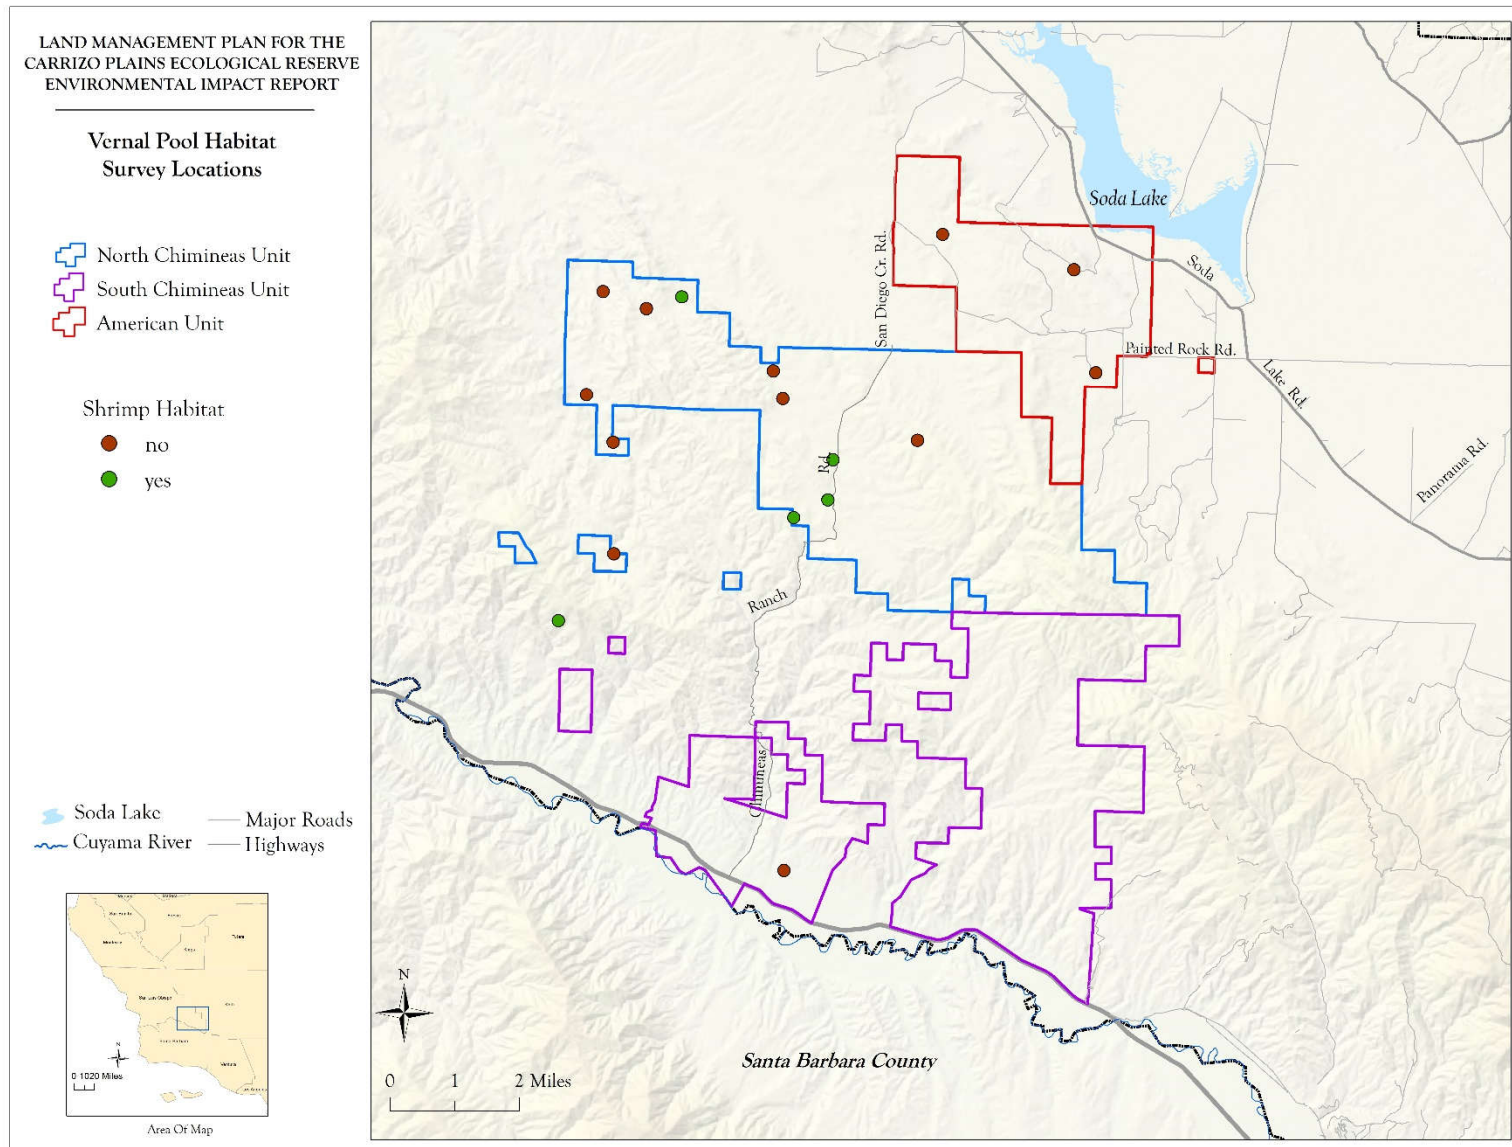 LAND MANAGEMENT PLAN FOR THE
CARRIZO PLAINS ECOLOGICAL RESERVE
ENVIRONMENTAL IMPACT REPORT
Vernal Pool Habitat
Survey Locations
North Chimineas Unit
South Chimineas Unit
American Unit
Shrimp Habitat
no
yes
Soda Lake
Major Roads
Cuyama River
Highways
N
0 1020 Miles
Area Of Map
Soda Lake
San Diego Cr. Rd.
Soda
Painted Rock Rd.
Lake Rd.
Panorama Rd.
Rd.
Ranch
Chimineas
N
0 1 2 Miles
Santa Barbara County